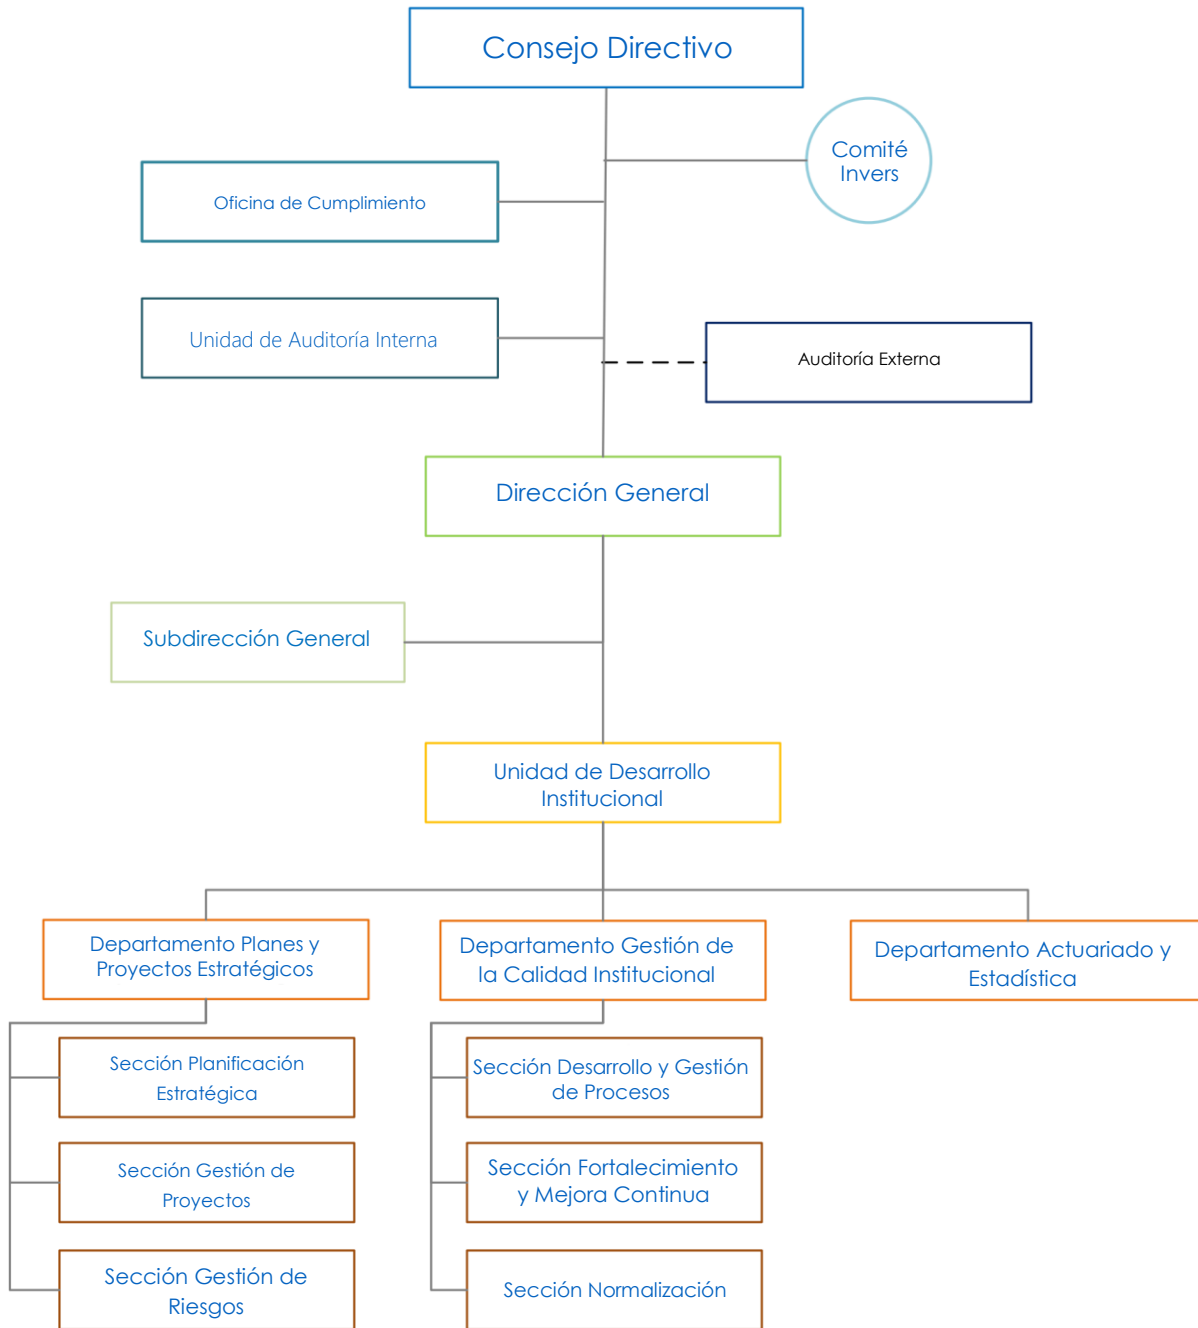 Consejo Directivo
Comité
Invers
Oficina de Cumplimiento
Unidad de Auditoría Interna
Auditoría Externa
Dirección General
Subdirección General
Unidad de Desarrollo
Institucional
Departamento Planes y
Proyectos Estratégicos
Departamento Gestión de
la Calidad Institucional
Departamento Actuariado y
Estadística
Sección Planificación
Estratégica
Sección Gestión de
Proyectos
Sección Gestión de
Riesgos
Sección Desarrollo y Gestión
de Procesos
Sección Fortalecimiento
y Mejora Continua
Sección Normalización